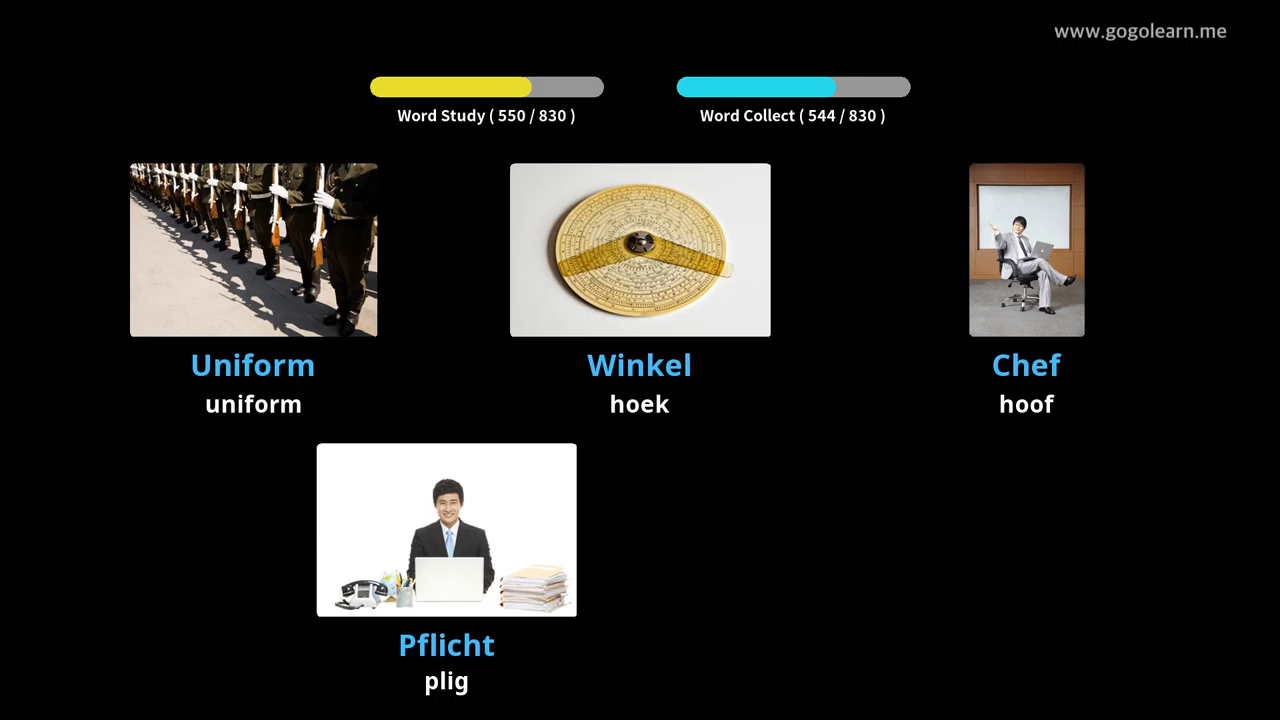 www.gogolearn.me
Word Study ( 550 / 830 )
Word Collect ( 544 / 830 )
Uniform
uniform
Winkel
hoek
Chef
hoof
Pflicht
plig